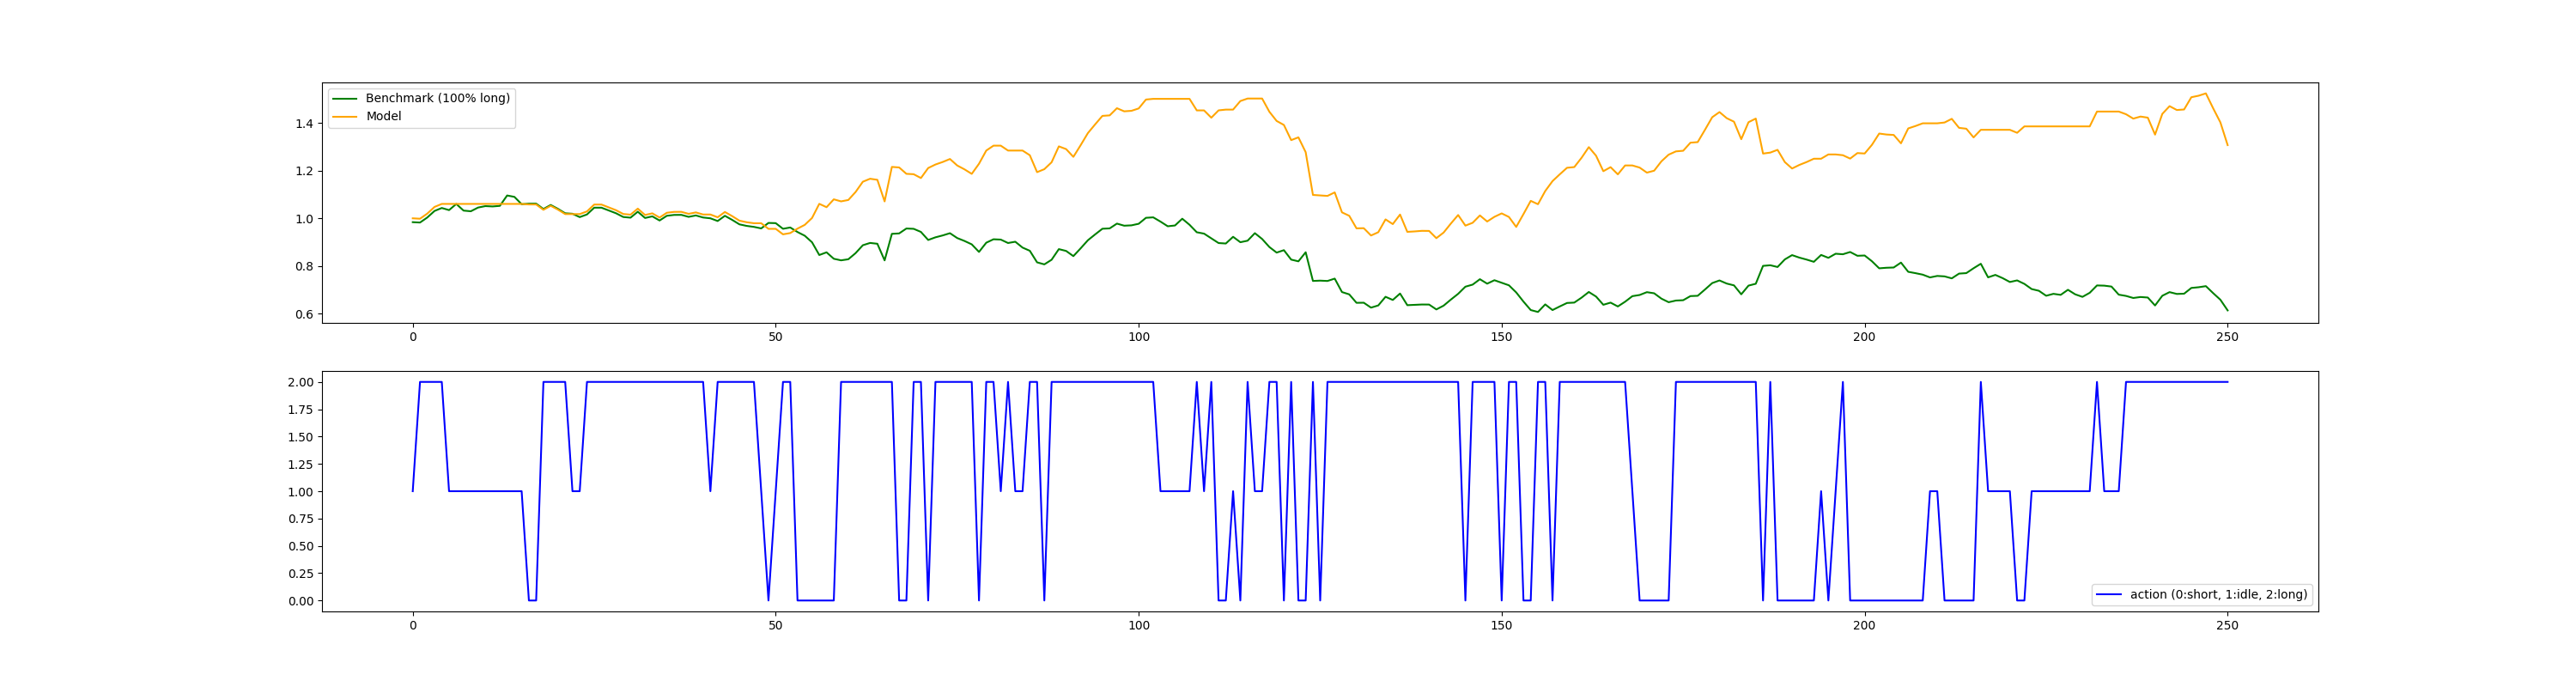 Benchmark (100% long)
Model
1.4
1.2
1.0
0.8
0.6
0 50 100 150 200 250
2.00
1.75
1.50
1.25
1.00
0.75
0.50
0.25
0.00
action (0:short, 1:idle, 2:long)
0 50 100 150 200 250